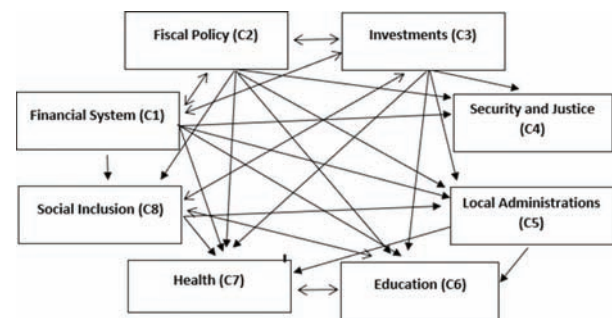 Fiscal Policy (C2)
Investments (C3)
Financial System (C1)
Security and Justice
(C4)
Social Inclusion (C8)
Local Administrations
(C5)
Health (C7)
Education (C6)